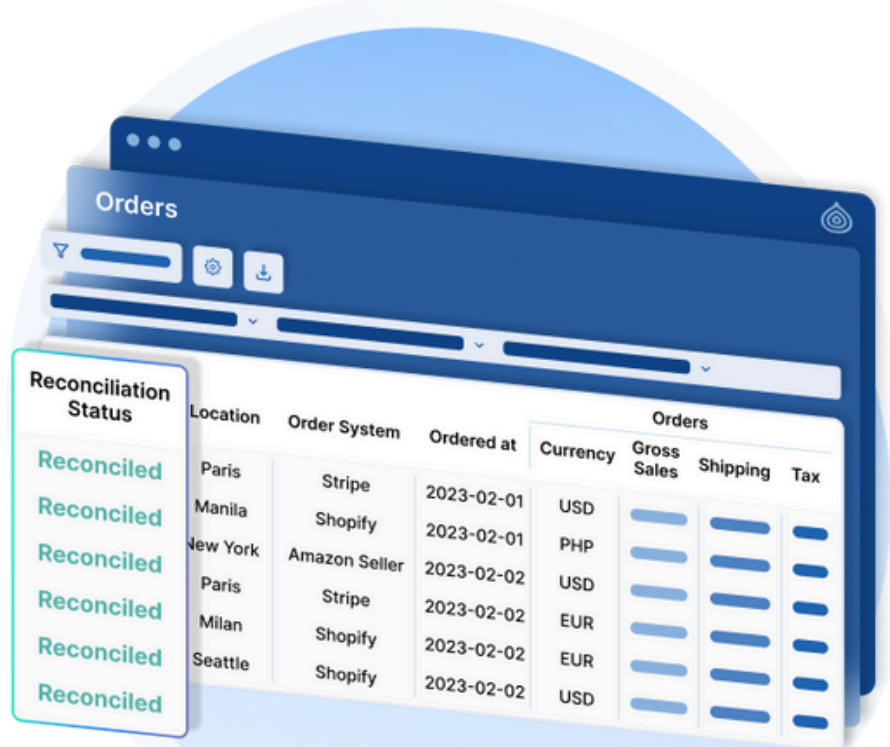 Orders
Reconciliation
Status
Location
Order System
Ordered at
Orders
Currency
Gross
Sales
Shipping
Tax
Reconciled Paris Stripe 2023-02-01 USD
Reconciled Manila Shopify 2023-02-01 PHP
Reconciled New York Amazon Seller 2023-02-02 USD
Reconciled Paris Stripe 2023-02-02 EUR
Reconciled Milan Shopify 2023-02-02 EUR
Reconciled Seattle Shopify 2023-02-02 USD